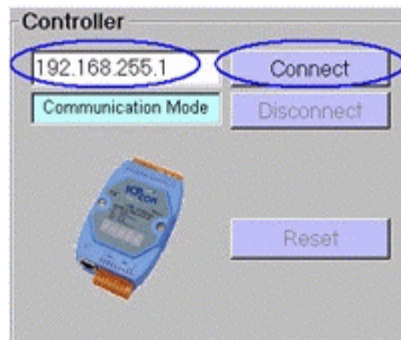 Controller
192.168.255.1
Connect
Communication Mode
Disconnect
Reset